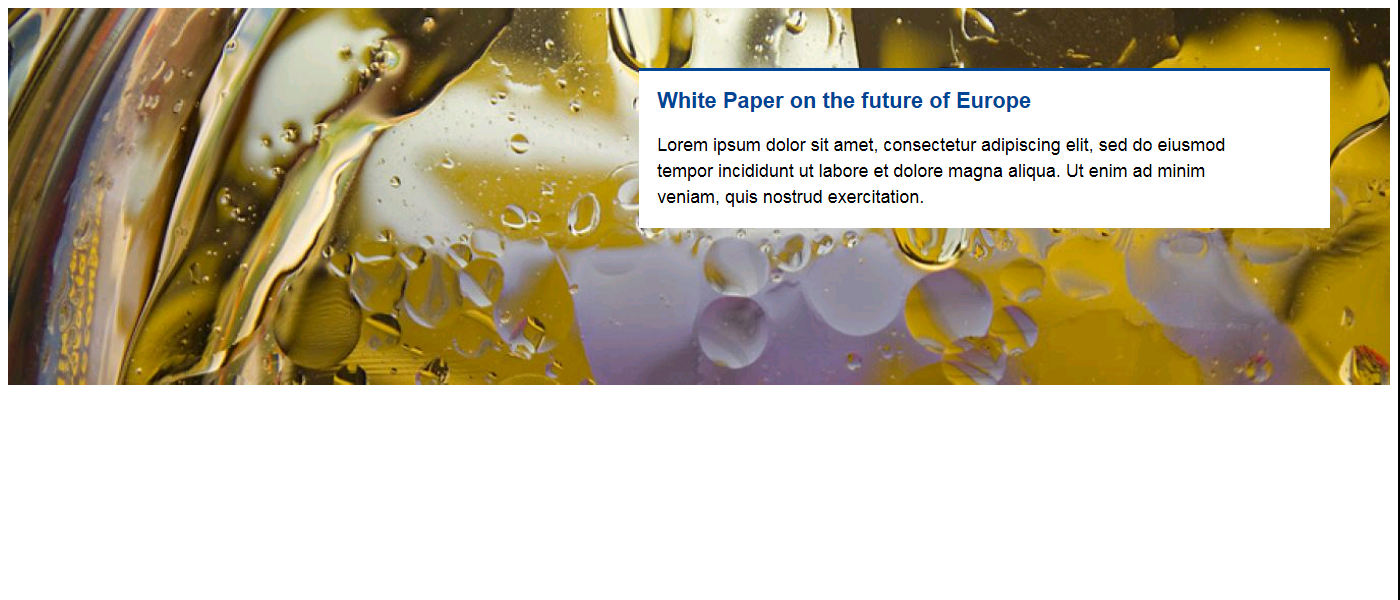 White Paper on the future of Europe
Lorem ipsum dolor sit amet, consectetur adipiscing elit, sed do eiusmod
tempor incididunt ut labore et dolore magna aliqua. Ut enim ad minim
veniam, quis nostrud exercitation.